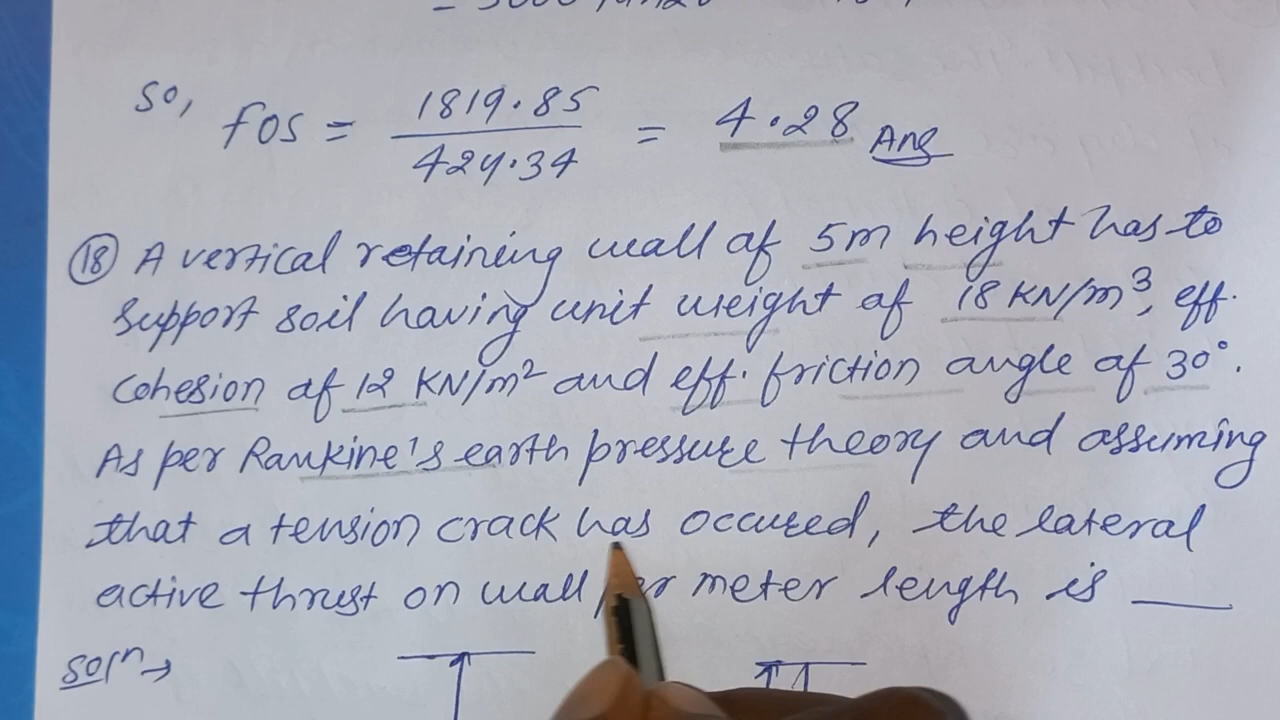 So, fos = 1819.85 / 424.34 = 4.28 Ans
18 A vertical retaining wall of 5m height has to
support soil having unit weight of 18 KN/m³, eff.
Cohesion of 12 KN/m² and eff. friction angle of 30°.
As per Rankine's earth pressure theory and assuming
that a tension crack has occured, the lateral
active thrust on wall per meter length is ___
Solⁿ→